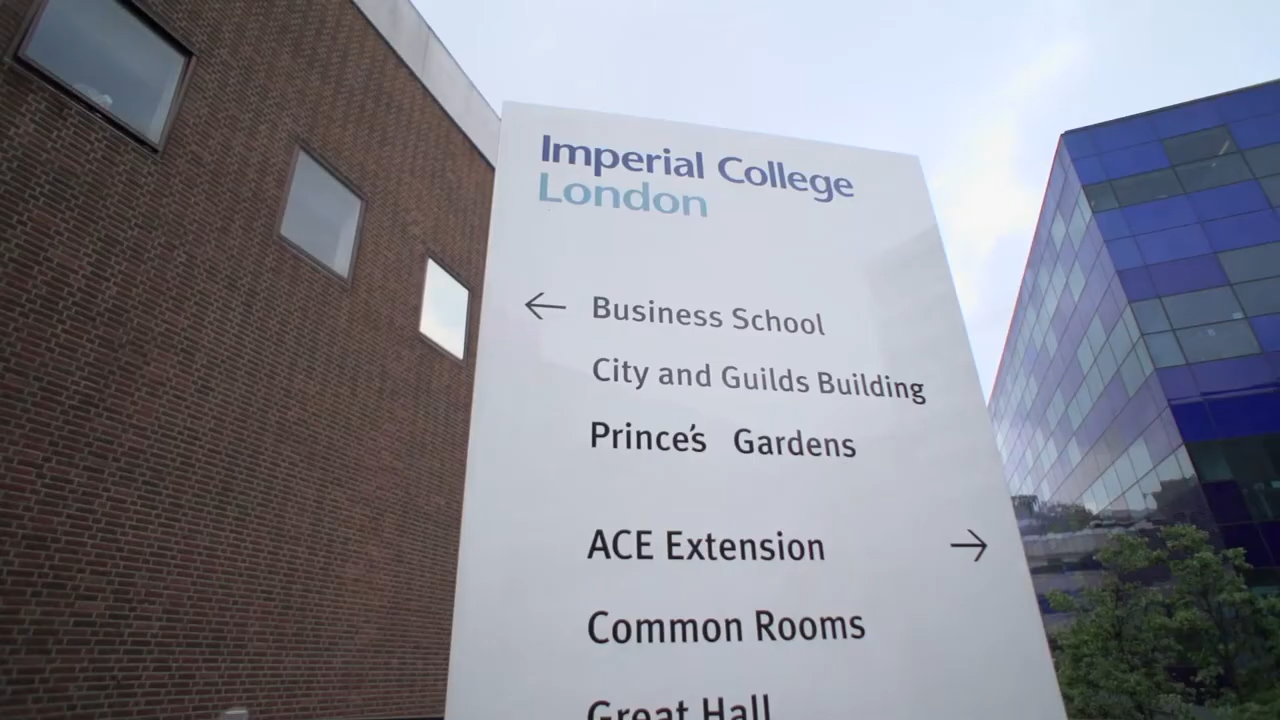 Imperial College
London
← Business School
City and Guilds Building
Prince's Gardens
ACE Extension →
Common Rooms
Great Hall